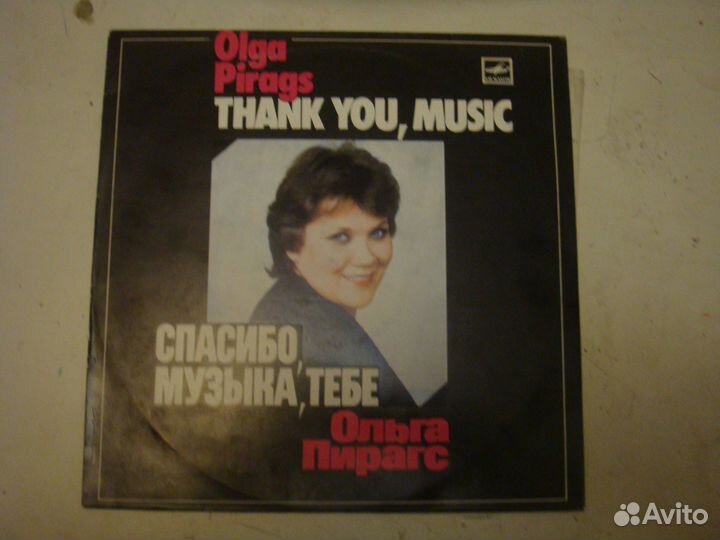 Olga
Pirags
THANK YOU, MUSIC
СПАСИБО,
МУЗЫКА, ТЕБЕ
Ольга
Пирагс
Avito